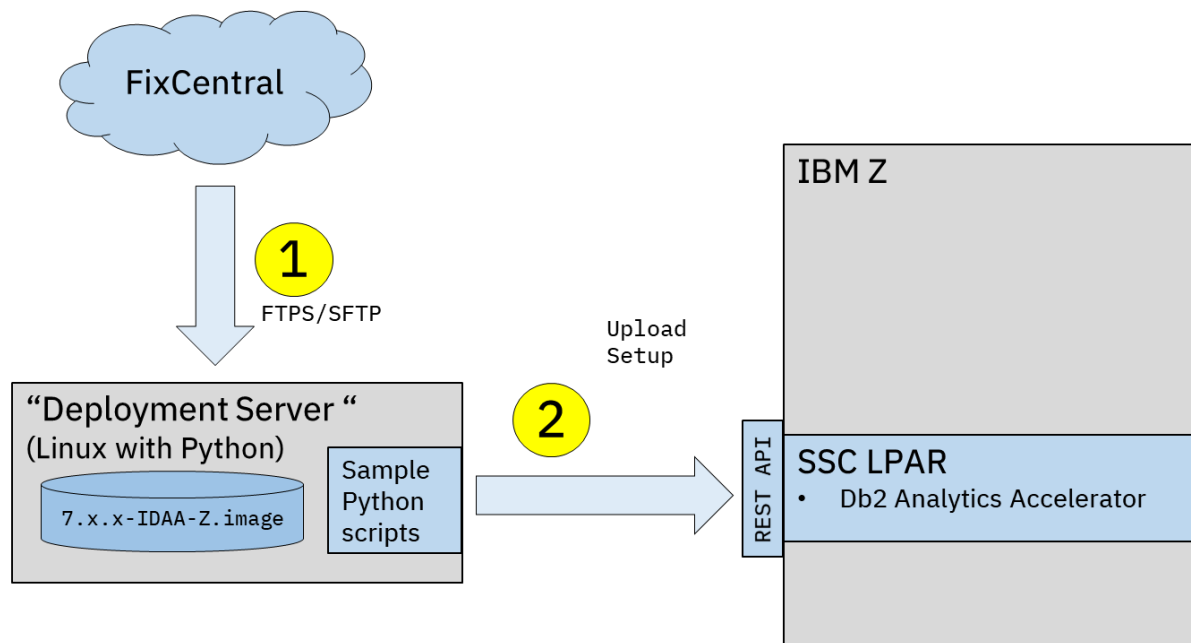 FixCentral
1
FTPS/SFTP
“Deployment Server “
(Linux with Python)
7.x.x-IDAA-Z.image
Sample
Python
scripts
2
Upload
Setup
REST API
IBM Z
SSC LPAR
• Db2 Analytics Accelerator